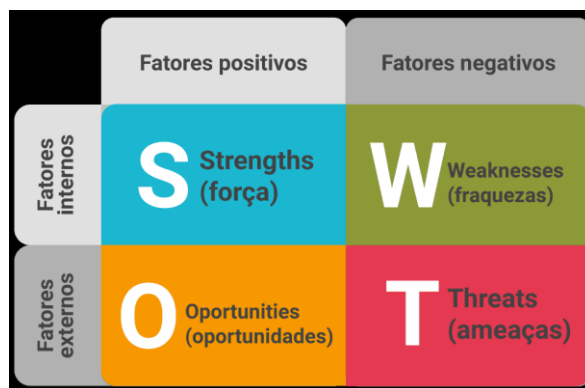 Fatores positivos
Fatores negativos
Fatores
internos
S
Strengths
(força)
W
Weaknesses
(fraquezas)
Fatores
externos
O
Oportunities
(oportunidades)
T
Threats
(ameaças)